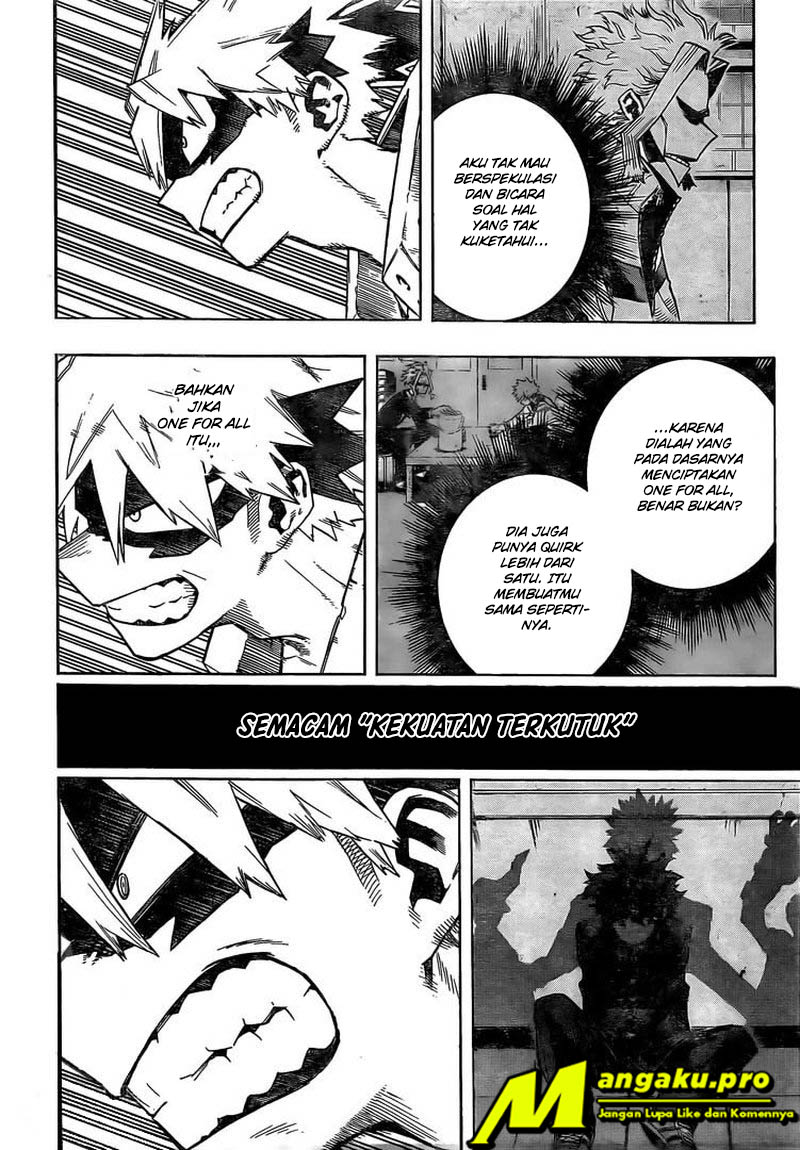 AKU TAK MAU
BERSPEKULASI
DAN BICARA
SOAL HAL
YANG TAK
KUKETAHUI...
...KARENA
DIALAH YANG
PADA DASARNYA
MENCIPTAKAN
ONE FOR ALL,
BENAR BUKAN?
DIA JUGA
PUNYA QUIRK
LEBIH DARI
SATU. ITU
MEMBUATMU
SAMA SEPERTI-
NYA.
BAHKAN
JIKA
ONE FOR ALL
ITU,,,
SEMACAM "KEKUATAN TERKUTUK"
Mangaku.pro
Jangan Lupa Like dan Komennya